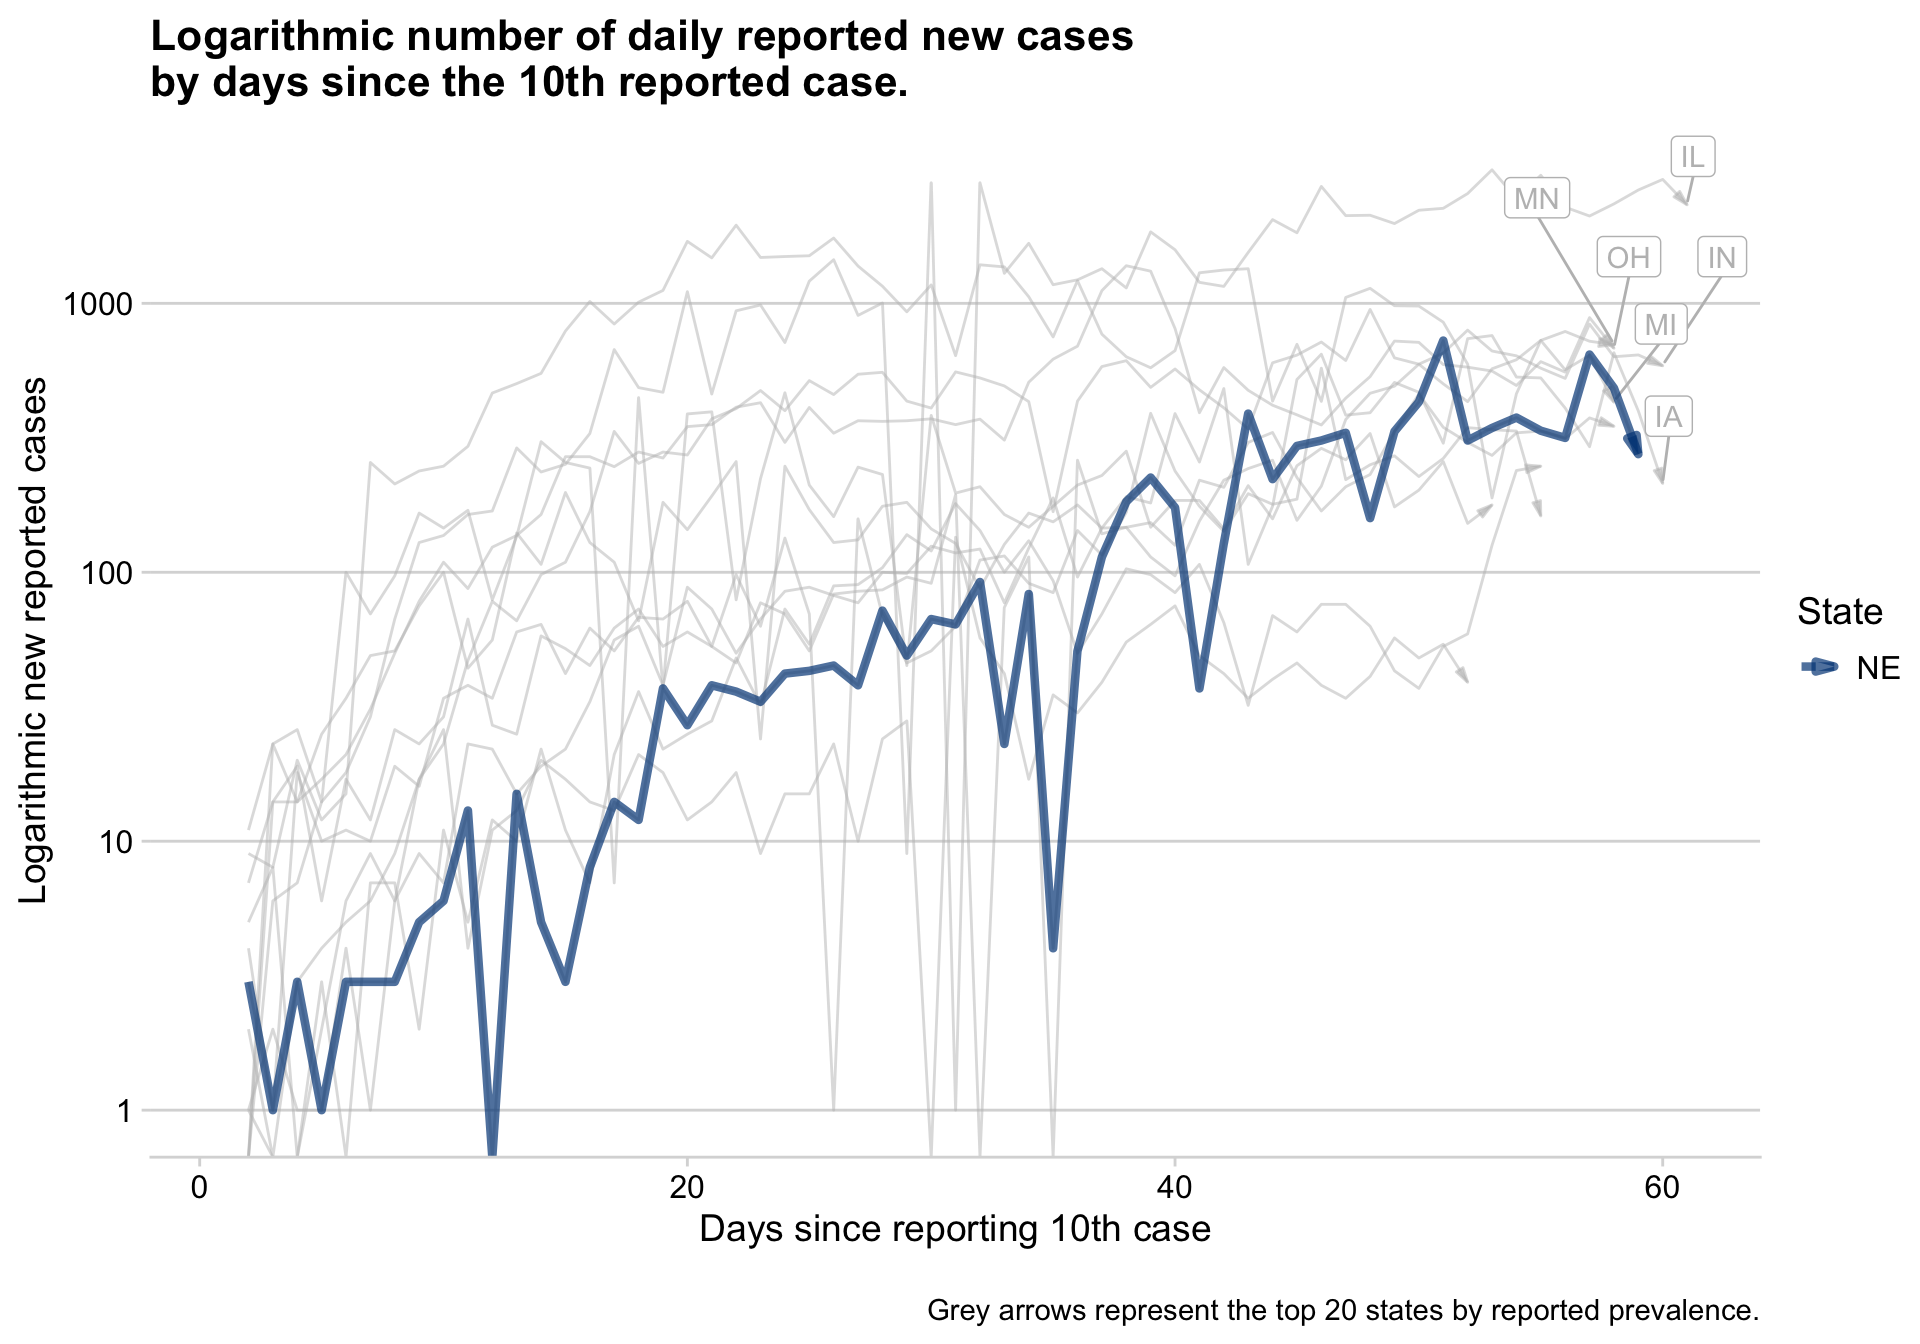 Logarithmic number of daily reported new cases
by days since the 10th reported case.
IL
MN
OH
IN
MI
IA
1000
100
10
1
Logarithmic new reported cases
State
NE
0
20
40
60
Days since reporting 10th case
Grey arrows represent the top 20 states by reported prevalence.